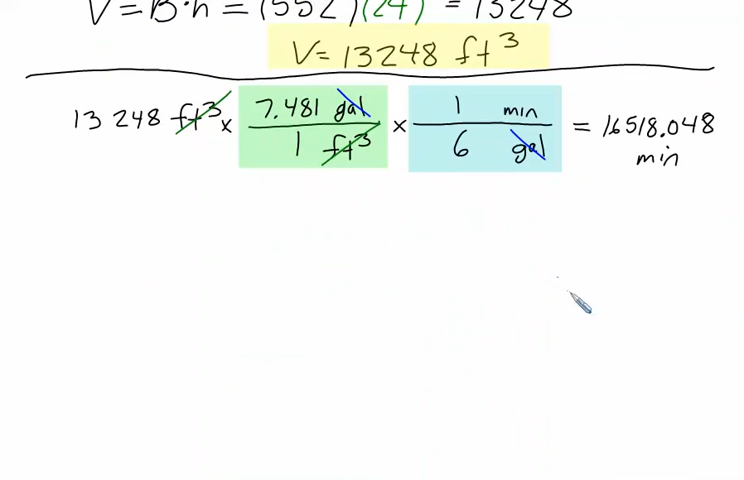 V = B·h = (552)(24) = 13248
V = 13248 ft³
13 248 ft³ x 7.481 gal / 1 ft³ x 1 min / 6 gal = 16518.048 min